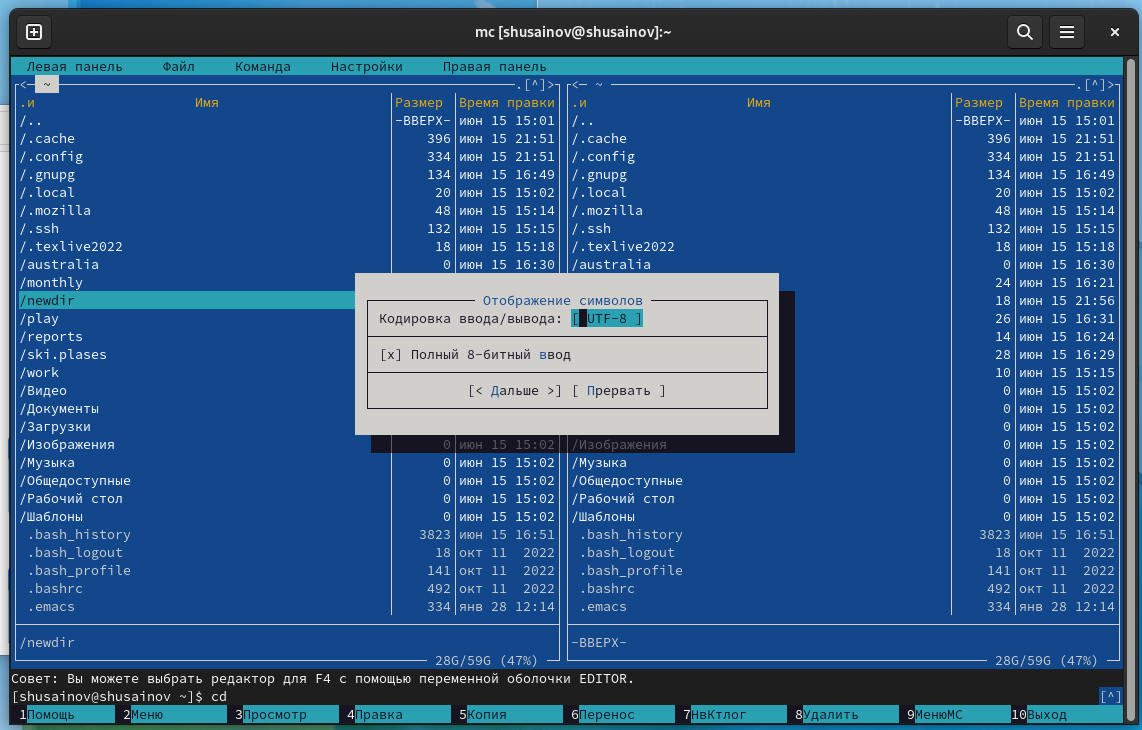 mc [shusainov@shusainov]:~
Левая панель Файл Команда Настройки Правая панель
<─ ~ .[^]> <─ ~ .[^]>
.и Имя Размер Время правки .и Имя Размер Время правки
/.. -ВВЕРХ- июн 15 15:01 /.. -ВВЕРХ- июн 15 15:01
/.cache 396 июн 15 21:51 /.cache 396 июн 15 21:51
/.config 334 июн 15 21:51 /.config 334 июн 15 21:51
/.gnupg 134 июн 15 16:49 /.gnupg 134 июн 15 16:49
/.local 20 июн 15 15:02 /.local 20 июн 15 15:02
/.mozilla 48 июн 15 15:14 /.mozilla 48 июн 15 15:14
/.ssh 132 июн 15 15:15 /.ssh 132 июн 15 15:15
/.texlive2022 18 июн 15 15:18 /.texlive2022 18 июн 15 15:18
/australia 0 июн 15 16:30 /australia 0 июн 15 16:30
/monthly 24 июн 15 16:21
/newdir Отображение символов 18 июн 15 21:56
/play Кодировка ввода/вывода: [ UTF-8 ] 26 июн 15 16:31
/reports 14 июн 15 16:24
/ski.plases [x] Полный 8-битный ввод 28 июн 15 16:29
/work 10 июн 15 15:15
/Видео [< Дальше >] [ Прервать ] 0 июн 15 15:02
/Документы 0 июн 15 15:02
/Загрузки 0 июн 15 15:02
/Изображения 0 июн 15 15:02 /Изображения 0 июн 15 15:02
/Музыка 0 июн 15 15:02 /Музыка 0 июн 15 15:02
/Общедоступные 0 июн 15 15:02 /Общедоступные 0 июн 15 15:02
/Рабочий стол 0 июн 15 15:02 /Рабочий стол 0 июн 15 15:02
/Шаблоны 0 июн 15 15:02 /Шаблоны 0 июн 15 15:02
.bash_history 3823 июн 15 16:51 .bash_history 3823 июн 15 16:51
.bash_logout 18 окт 11 2022 .bash_logout 18 окт 11 2022
.bash_profile 141 окт 11 2022 .bash_profile 141 окт 11 2022
.bashrc 492 окт 11 2022 .bashrc 492 окт 11 2022
.emacs 334 янв 28 12:14 .emacs 334 янв 28 12:14
/newdir -ВВЕРХ-
28G/59G (47%) 28G/59G (47%)
Совет: Вы можете выбрать редактор для F4 с помощью переменной оболочки EDITOR.
[shusainov@shusainov ~]$ cd [^]
1Помощь 2Меню 3Просмотр 4Правка 5Копия 6Перенос 7НвКтлог 8Удалить 9МенюMC 10Выход